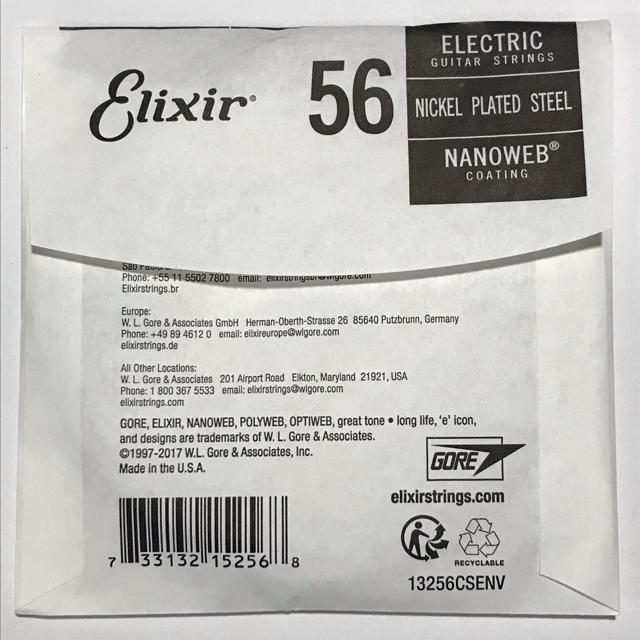 Elixir®
56
ELECTRIC
GUITAR STRINGS
NICKEL PLATED STEEL
NANOWEB®
COATING
Phone: +55 11 5502 7800 email: elixirstringsbr@wlgore.com
Elixirstrings.br
Europe:
W. L. Gore & Associates GmbH Herman-Oberth-Strasse 26 85640 Putzbrunn, Germany
Phone: +49 89 4612 0 email: elixireurope@wlgore.com
elixirstrings.de
All Other Locations:
W. L. Gore & Associates 201 Airport Road Elkton, Maryland 21921, USA
Phone: 1 800 367 5533 email: elixirstrings@wlgore.com
elixirstrings.com
GORE, ELIXIR, NANOWEB, POLYWEB, OPTIWEB, great tone • long life, 'e' icon,
and designs are trademarks of W. L. Gore & Associates.
©1997-2017 W.L. Gore & Associates, Inc.
Made in the U.S.A.
GORE
elixirstrings.com
RECYCLABLE
7 33132 15256 8
13256CSENV